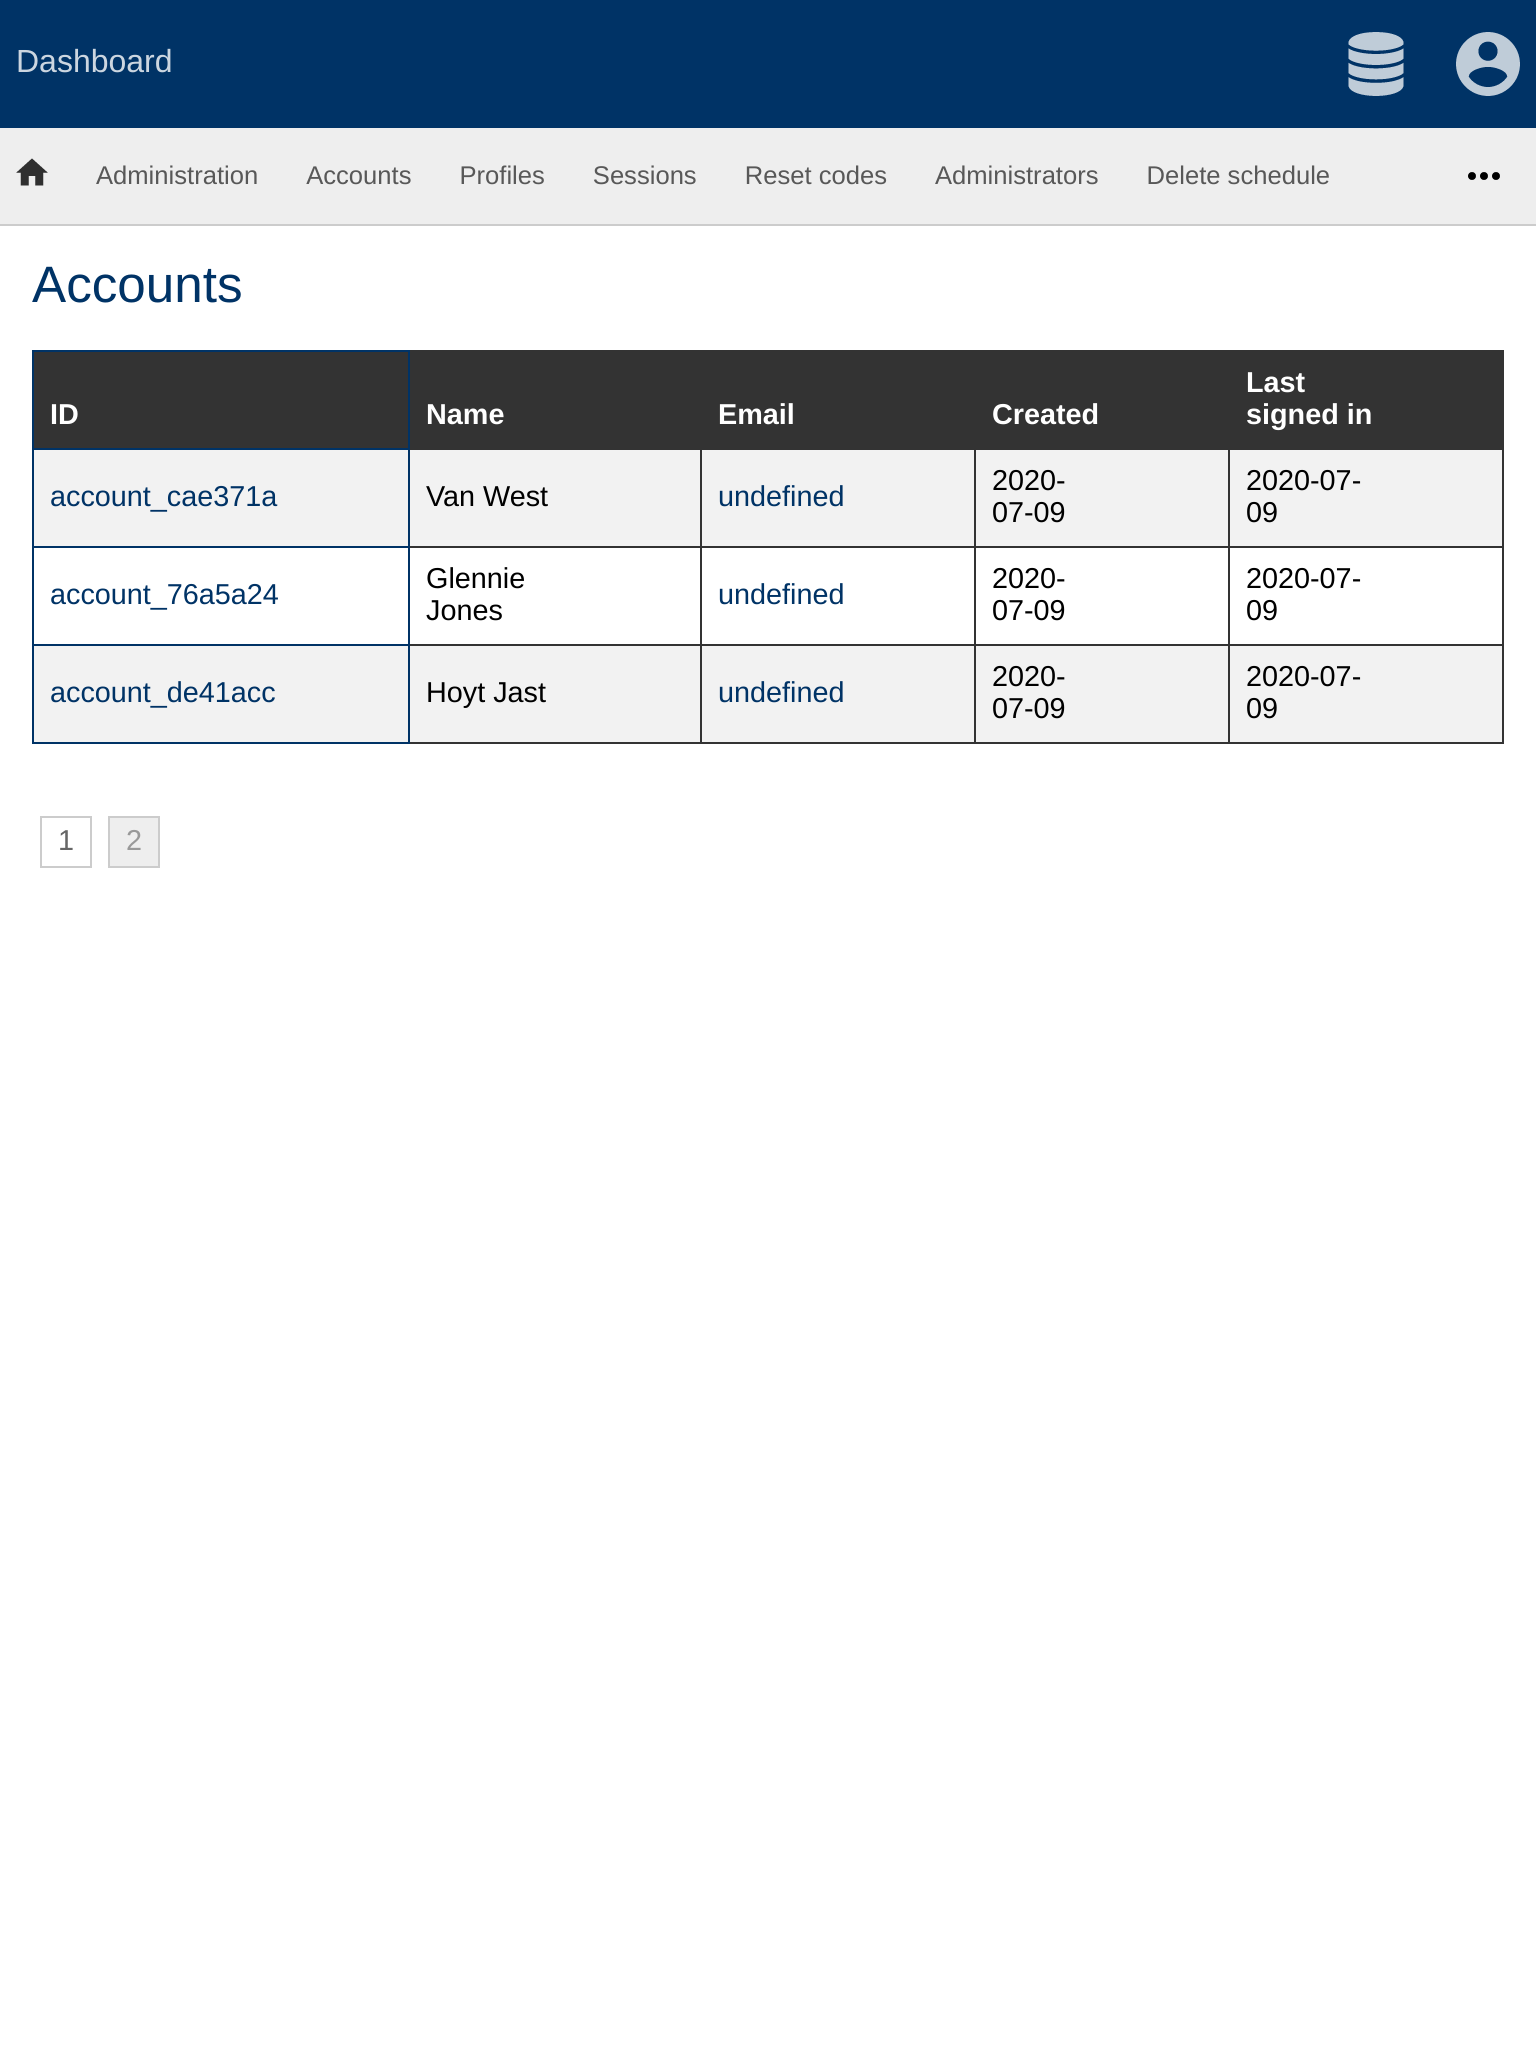 Dashboard
Administration Accounts Profiles Sessions Reset codes Administrators Delete schedule
Accounts
ID Name Email Created Last signed in
account_cae371a Van West undefined 2020-07-09 2020-07-09
account_76a5a24 Glennie Jones undefined 2020-07-09 2020-07-09
account_de41acc Hoyt Jast undefined 2020-07-09 2020-07-09
1 2